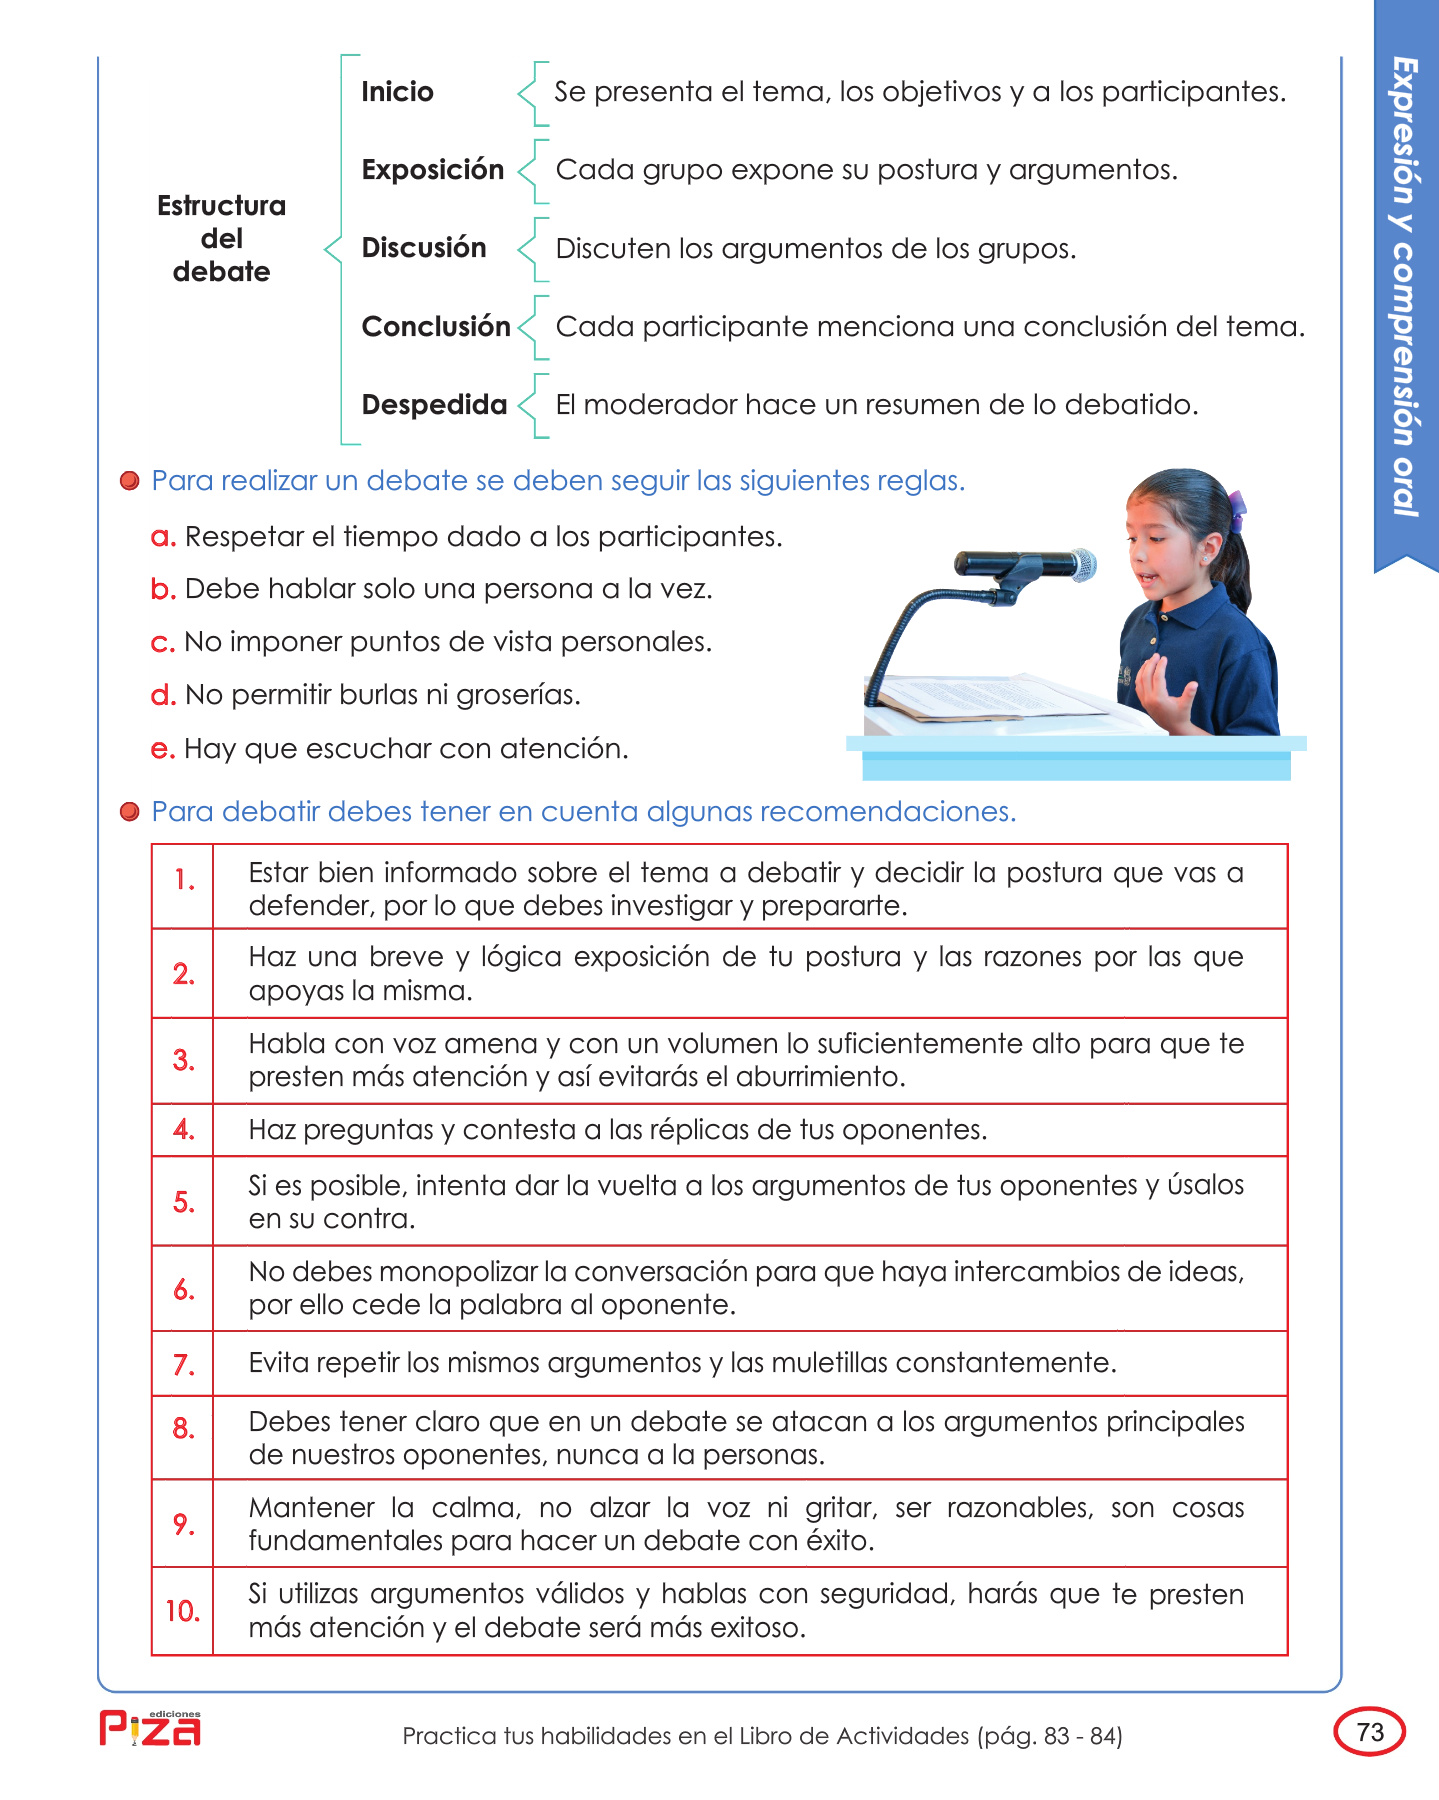 Expresión y comprensión oral
Estructura
del
debate
Inicio
Se presenta el tema, los objetivos y a los participantes.
Exposición
Cada grupo expone su postura y argumentos.
Discusión
Discuten los argumentos de los grupos.
Conclusión
Cada participante menciona una conclusión del tema.
Despedida
El moderador hace un resumen de lo debatido.
Para realizar un debate se deben seguir las siguientes reglas.
a. Respetar el tiempo dado a los participantes.
b. Debe hablar solo una persona a la vez.
c. No imponer puntos de vista personales.
d. No permitir burlas ni groserías.
e. Hay que escuchar con atención.
Para debatir debes tener en cuenta algunas recomendaciones.
1.
Estar bien informado sobre el tema a debatir y decidir la postura que vas a
defender, por lo que debes investigar y prepararte.
2.
Haz una breve y lógica exposición de tu postura y las razones por las que
apoyas la misma.
3.
Habla con voz amena y con un volumen lo suficientemente alto para que te
presten más atención y así evitarás el aburrimiento.
4.
Haz preguntas y contesta a las réplicas de tus oponentes.
5.
Si es posible, intenta dar la vuelta a los argumentos de tus oponentes y úsalos
en su contra.
6.
No debes monopolizar la conversación para que haya intercambios de ideas,
por ello cede la palabra al oponente.
7.
Evita repetir los mismos argumentos y las muletillas constantemente.
8.
Debes tener claro que en un debate se atacan a los argumentos principales
de nuestros oponentes, nunca a la personas.
9.
Mantener la calma, no alzar la voz ni gritar, ser razonables, son cosas
fundamentales para hacer un debate con éxito.
10.
Si utilizas argumentos válidos y hablas con seguridad, harás que te presten
más atención y el debate será más exitoso.
ediciones
Piza
Practica tus habilidades en el Libro de Actividades (pág. 83 - 84)
73